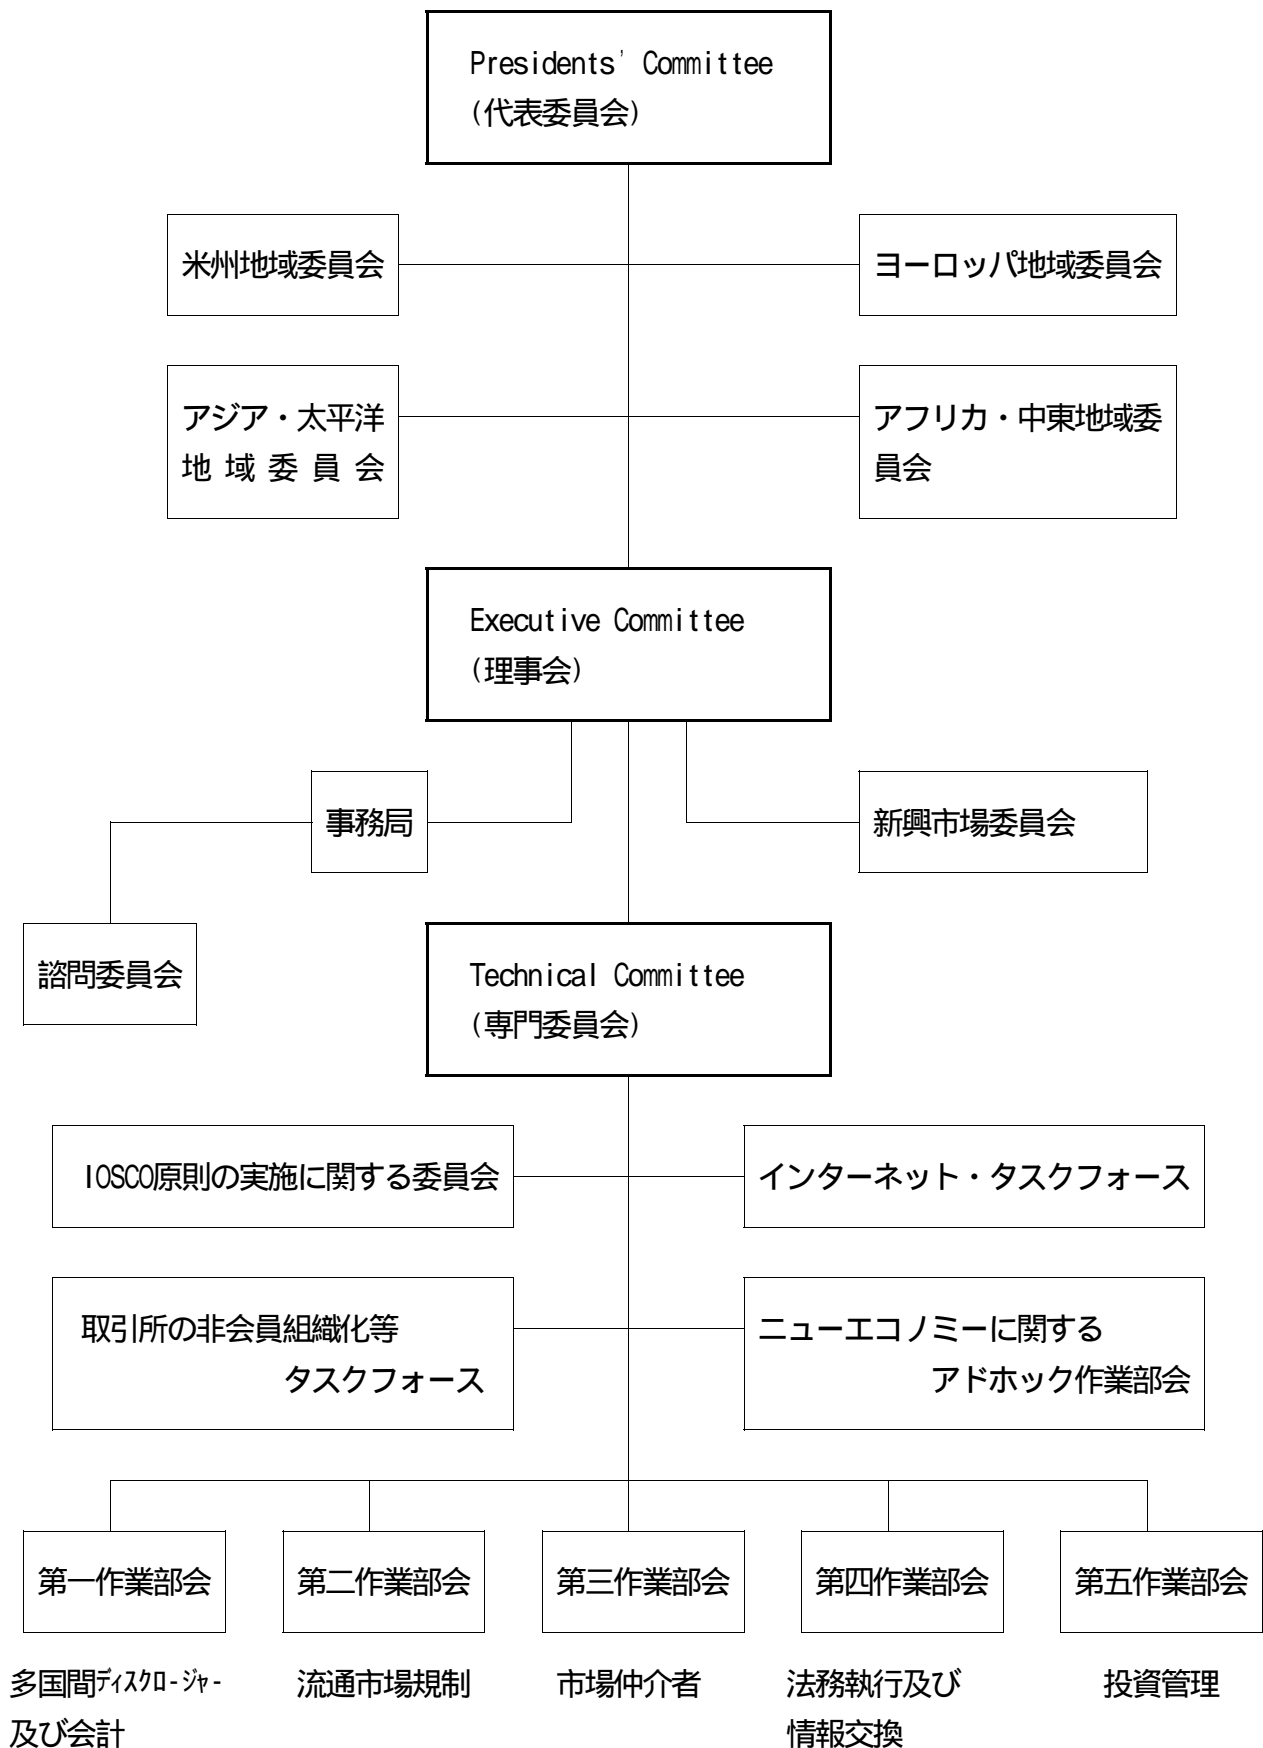 Presidents' Committee
(代表委員会)
米州地域委員会
ヨーロッパ地域委員会
アジア・太平洋
地域委員会
アフリカ・中東地域委
員会
Executive Committee
(理事会)
事務局
新興市場委員会
諮問委員会
Technical Committee
(専門委員会)
IOSCO原則の実施に関する委員会
インターネット・タスクフォース
取引所の非会員組織化等
タスクフォース
ニューエコノミーに関する
アドホック作業部会
第一作業部会
第二作業部会
第三作業部会
第四作業部会
第五作業部会
多国間ディスクロ-ジャ-
及び会計
流通市場規制
市場仲介者
法務執行及び
情報交換
投資管理